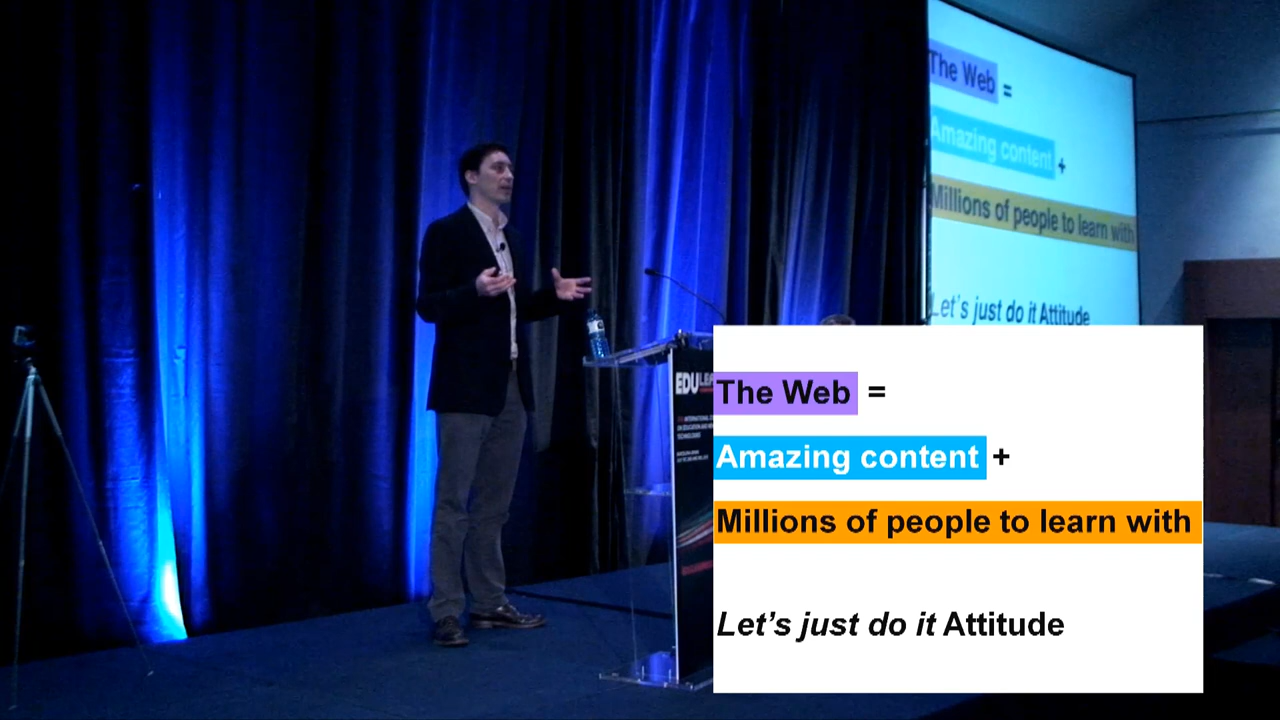 The Web =
Amazing content +
Millions of people to learn with
Let's just do it Attitude
EDULEA
The Web =
Amazing content +
Millions of people to learn with
Let's just do it Attitude